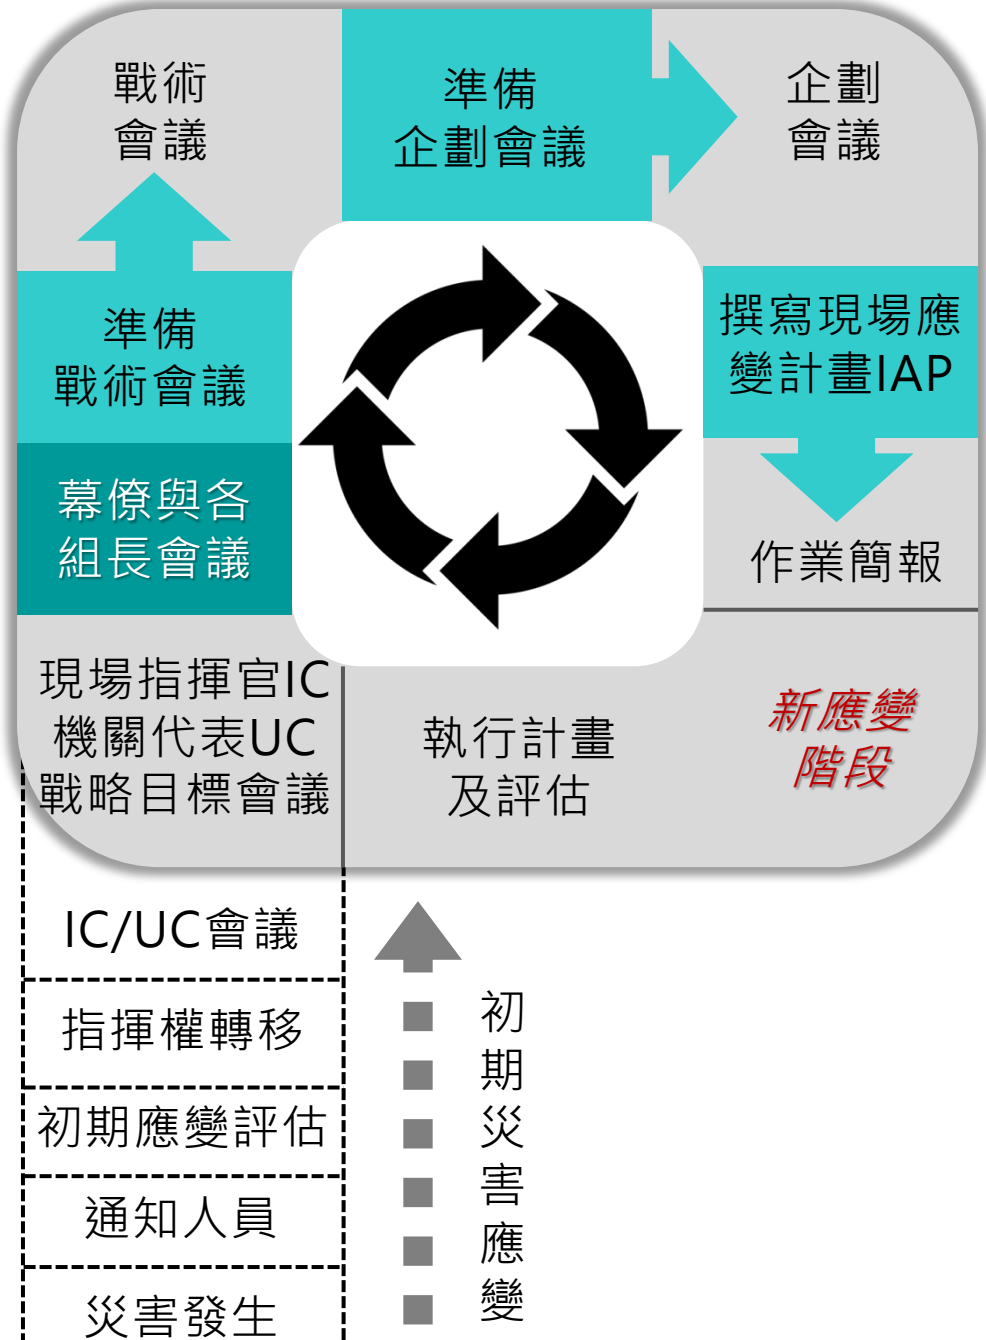 戰術
會議
準備
企劃會議
企劃
會議
準備
戰術會議
撰寫現場應
變計畫IAP
幕僚與各
組長會議
作業簡報
現場指揮官IC
機關代表UC
戰略目標會議
執行計畫
及評估
新應變
階段
IC/UC會議
指揮權轉移
初期應變評估
通知人員
災害發生
初期災害應變